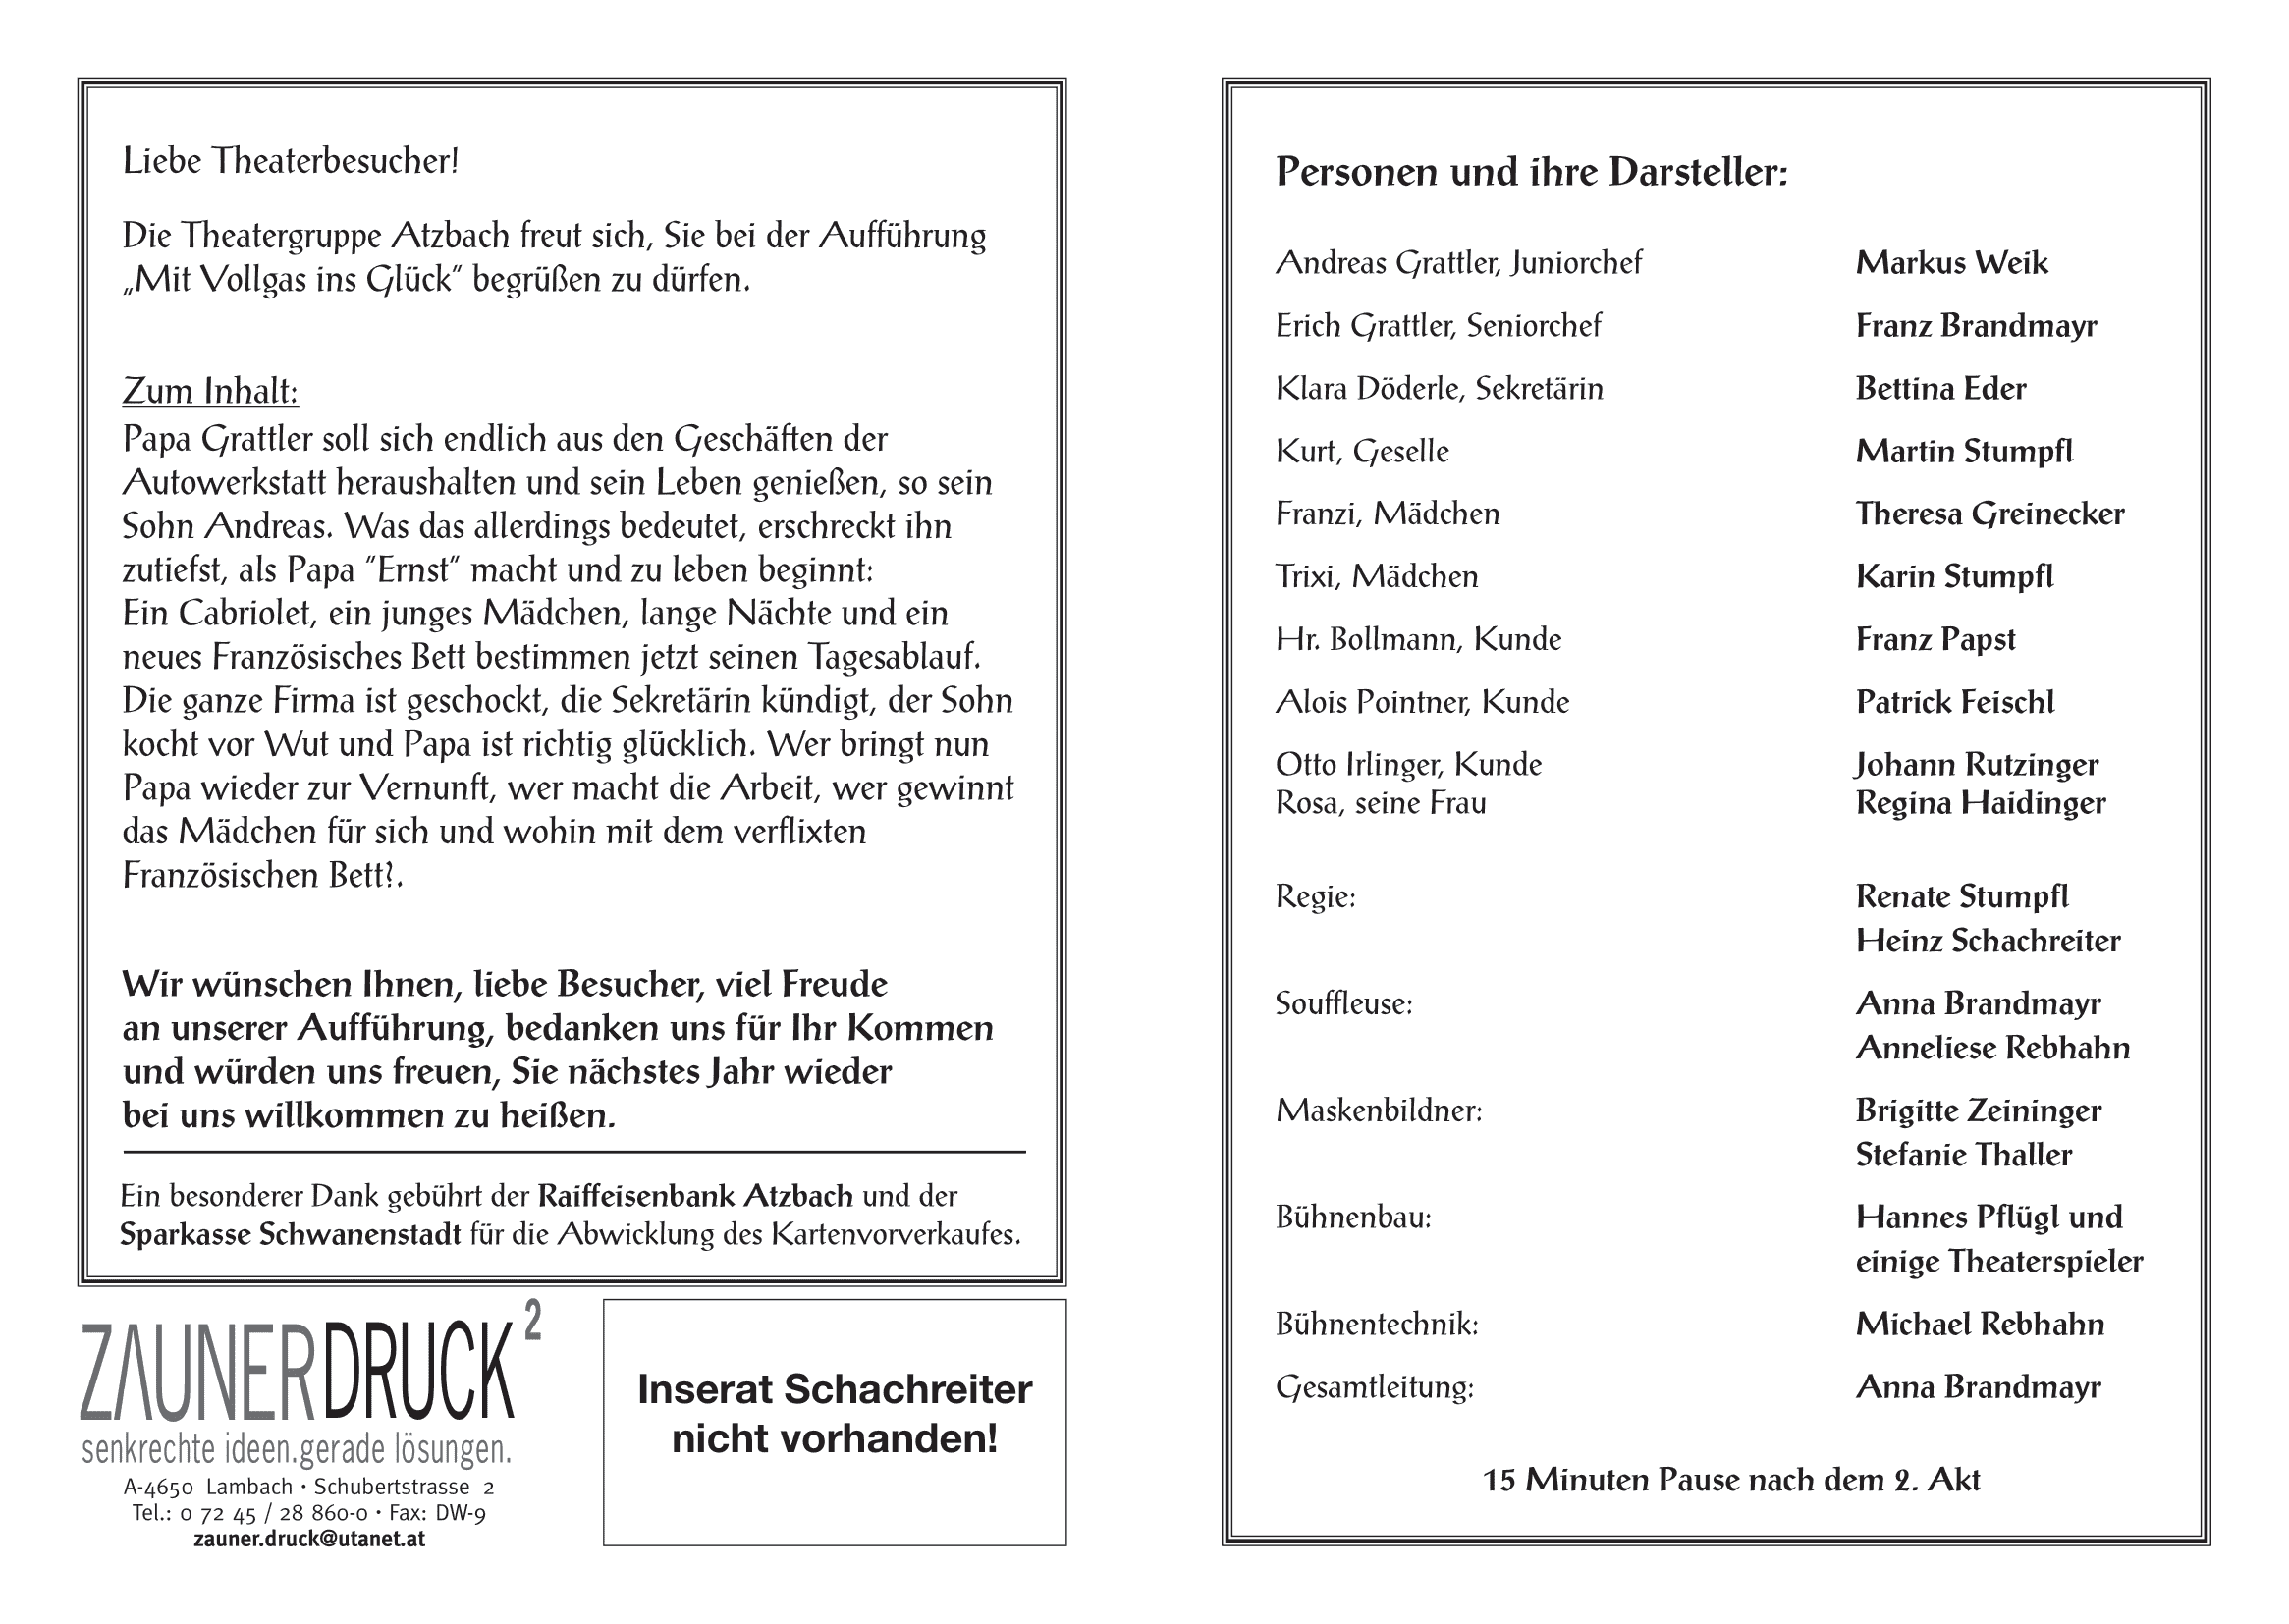 Liebe Theaterbesucher!
Die Theatergruppe Atzbach freut sich, Sie bei der Aufführung
„Mit Vollgas ins Glück“ begrüßen zu dürfen.
Zum Inhalt:
Papa Grattler soll sich endlich aus den Geschäften der
Autowerkstatt heraushalten und sein Leben genießen, so sein
Sohn Andreas. Was das allerdings bedeutet, erschreckt ihn
zutiefst, als Papa "Ernst" macht und zu leben beginnt:
Ein Cabriolet, ein junges Mädchen, lange Nächte und ein
neues Französisches Bett bestimmen jetzt seinen Tagesablauf.
Die ganze Firma ist geschockt, die Sekretärin kündigt, der Sohn
kocht vor Wut und Papa ist richtig glücklich. Wer bringt nun
Papa wieder zur Vernunft, wer macht die Arbeit, wer gewinnt
das Mädchen für sich und wohin mit dem verflixten
Französischen Bett?.
Wir wünschen Ihnen, liebe Besucher, viel Freude
an unserer Aufführung, bedanken uns für Ihr Kommen
und würden uns freuen, Sie nächstes Jahr wieder
bei uns willkommen zu heißen.
Ein besonderer Dank gebührt der Raiffeisenbank Atzbach und der
Sparkasse Schwanenstadt für die Abwicklung des Kartenvorverkaufes.
ZAUNERDRUCK²
senkrechte ideen.gerade lösungen.
A-4650 Lambach • Schubertstrasse 2
Tel.: 0 72 45 / 28 860-0 • Fax: DW-9
zauner.druck@utanet.at
Inserat Schachreiter
nicht vorhanden!
Personen und ihre Darsteller:
Andreas Grattler, Juniorchef Markus Weik
Erich Grattler, Seniorchef Franz Brandmayr
Klara Döderle, Sekretärin Bettina Eder
Kurt, Geselle Martin Stumpfl
Franzi, Mädchen Theresa Greinecker
Trixi, Mädchen Karin Stumpfl
Hr. Bollmann, Kunde Franz Papst
Alois Pointner, Kunde Patrick Feischl
Otto Irlinger, Kunde Johann Rutzinger
Rosa, seine Frau Regina Haidinger
Regie: Renate Stumpfl
Heinz Schachreiter
Souffleuse: Anna Brandmayr
Anneliese Rebhahn
Maskenbildner: Brigitte Zeininger
Stefanie Thaller
Bühnenbau: Hannes Pflügl und
einige Theaterspieler
Bühnentechnik: Michael Rebhahn
Gesamtleitung: Anna Brandmayr
15 Minuten Pause nach dem 2. Akt